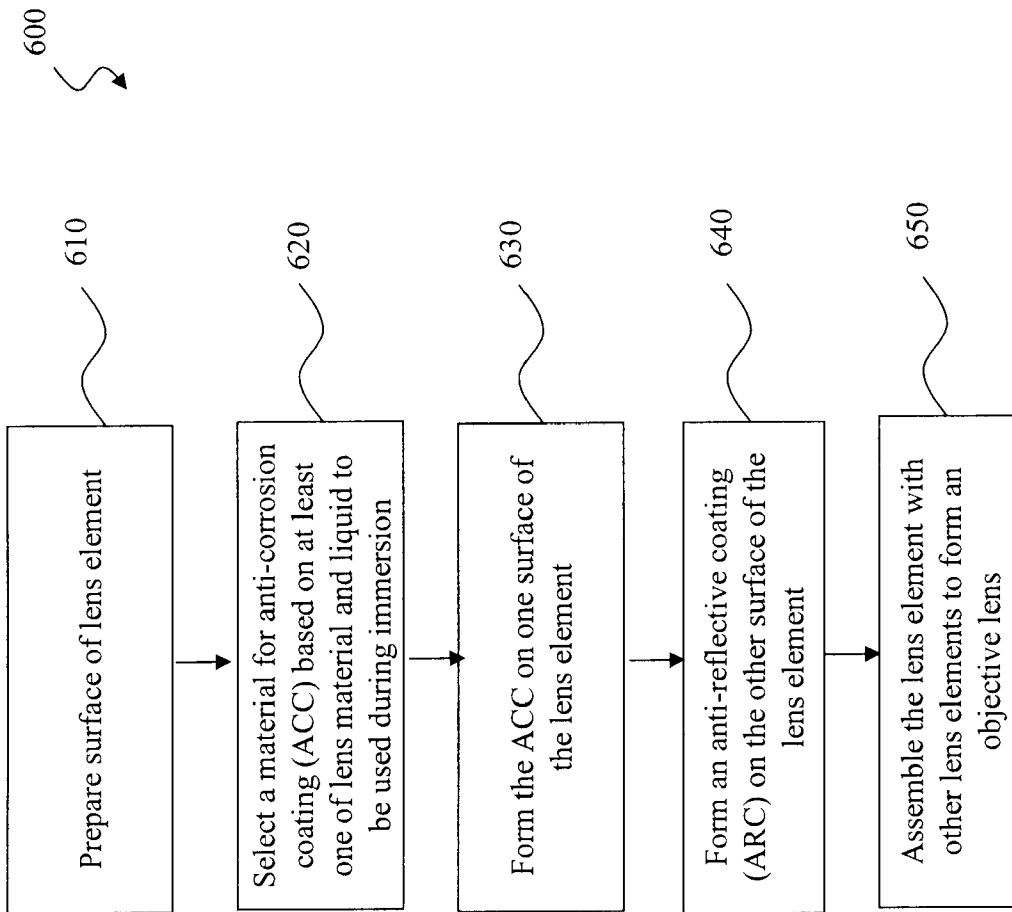 600
610
Prepare surface of lens element
620
Select a material for anti-corrosion
coating (ACC) based on at least
one of lens material and liquid to
be used during immersion
630
Form the ACC on one surface of
the lens element
640
Form an anti-reflective coating
(ARC) on the other surface of the
lens element
650
Assemble the lens element with
other lens elements to form an
objective lens